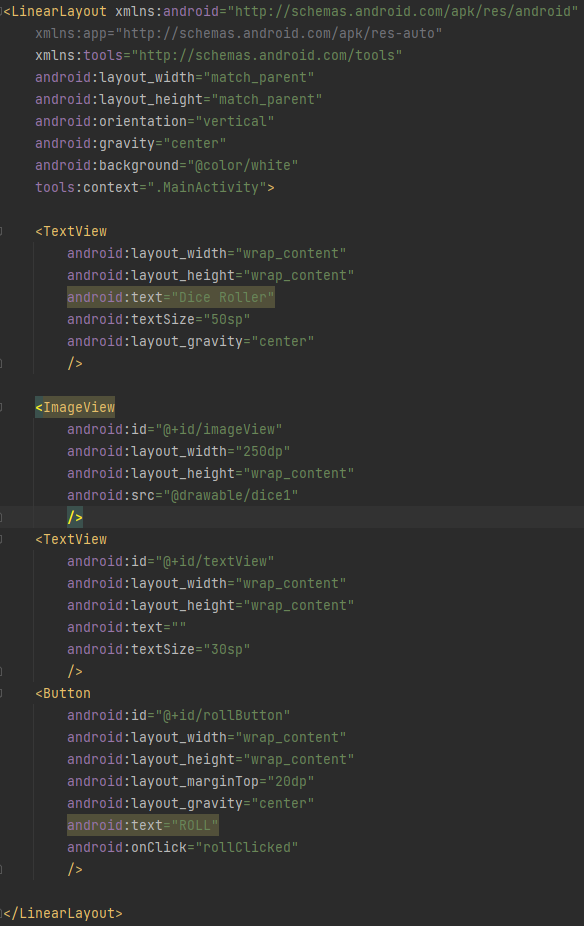 <LinearLayout xmlns:android="http://schemas.android.com/apk/res/android"
    xmlns:app="http://schemas.android.com/apk/res-auto"
    xmlns:tools="http://schemas.android.com/tools"
    android:layout_width="match_parent"
    android:layout_height="match_parent"
    android:orientation="vertical"
    android:gravity="center"
    android:background="@color/white"
    tools:context=".MainActivity">

    <TextView
        android:layout_width="wrap_content"
        android:layout_height="wrap_content"
        android:text="Dice Roller"
        android:textSize="50sp"
        android:layout_gravity="center"
        />

    <ImageView
        android:id="@+id/imageView"
        android:layout_width="250dp"
        android:layout_height="wrap_content"
        android:src="@drawable/dice1"
        />
    <TextView
        android:id="@+id/textView"
        android:layout_width="wrap_content"
        android:layout_height="wrap_content"
        android:text=""
        android:textSize="30sp"
        />
    <Button
        android:id="@+id/rollButton"
        android:layout_width="wrap_content"
        android:layout_height="wrap_content"
        android:layout_marginTop="20dp"
        android:layout_gravity="center"
        android:text="ROLL"
        android:onClick="rollClicked"
        />

</LinearLayout>